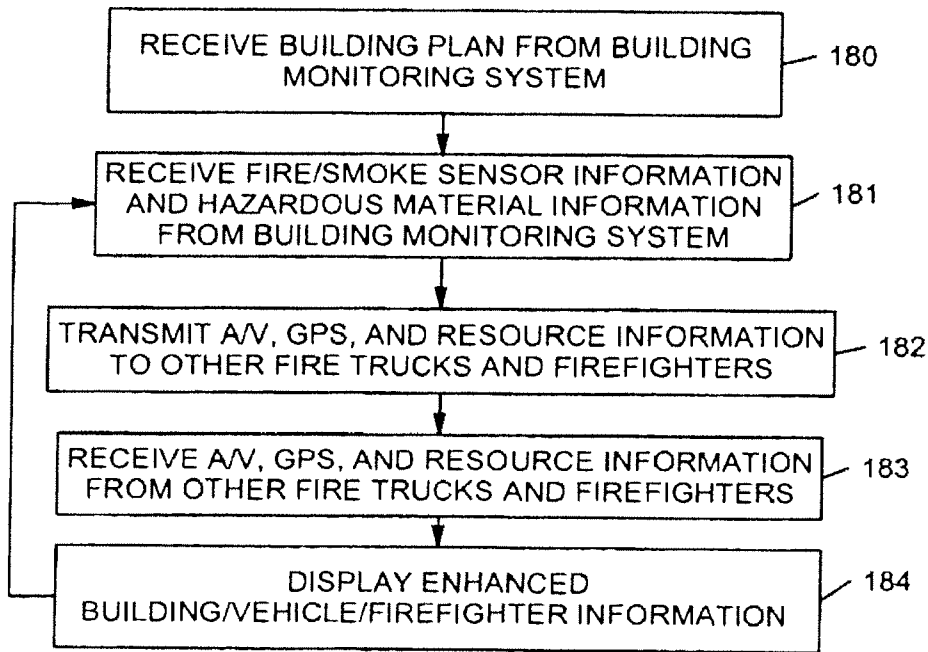 RECEIVE BUILDING PLAN FROM BUILDING
MONITORING SYSTEM
180
RECEIVE FIRE/SMOKE SENSOR INFORMATION
AND HAZARDOUS MATERIAL INFORMATION
FROM BUILDING MONITORING SYSTEM
181
TRANSMIT A/V, GPS, AND RESOURCE INFORMATION
TO OTHER FIRE TRUCKS AND FIREFIGHTERS
182
RECEIVE A/V, GPS, AND RESOURCE INFORMATION
FROM OTHER FIRE TRUCKS AND FIREFIGHTERS
183
DISPLAY ENHANCED
BUILDING/VEHICLE/FIREFIGHTER INFORMATION
184